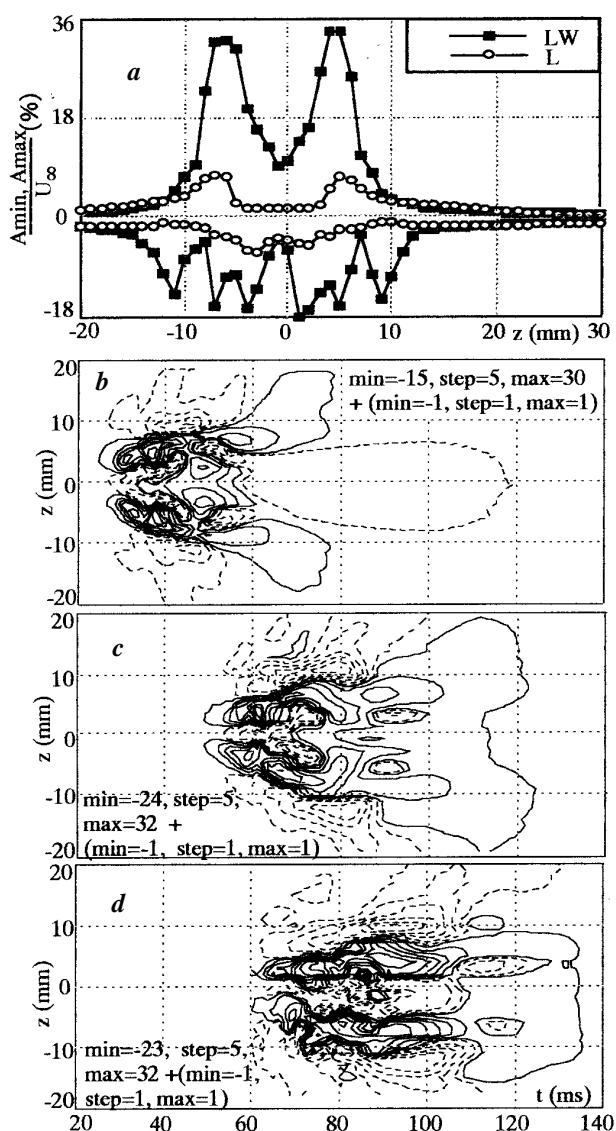 36
18
0
-18
Amin, Amax
U∞
(%)
a
LW
L
-20
-10
0
10
z (mm)
30
20
10
0
-10
-20
z (mm)
b
min=-15, step=5, max=30
+ (min=-1, step=1, max=1)
20
10
0
-10
-20
z (mm)
c
min=-24, step=5,
max=32 +
(min=-1, step=1, max=1)
20
10
0
-10
-20
z (mm)
d
min=-23, step=5,
max=32 +(min=-1,
step=1, max=1)
t (ms)
20
40
60
80
100
120
140